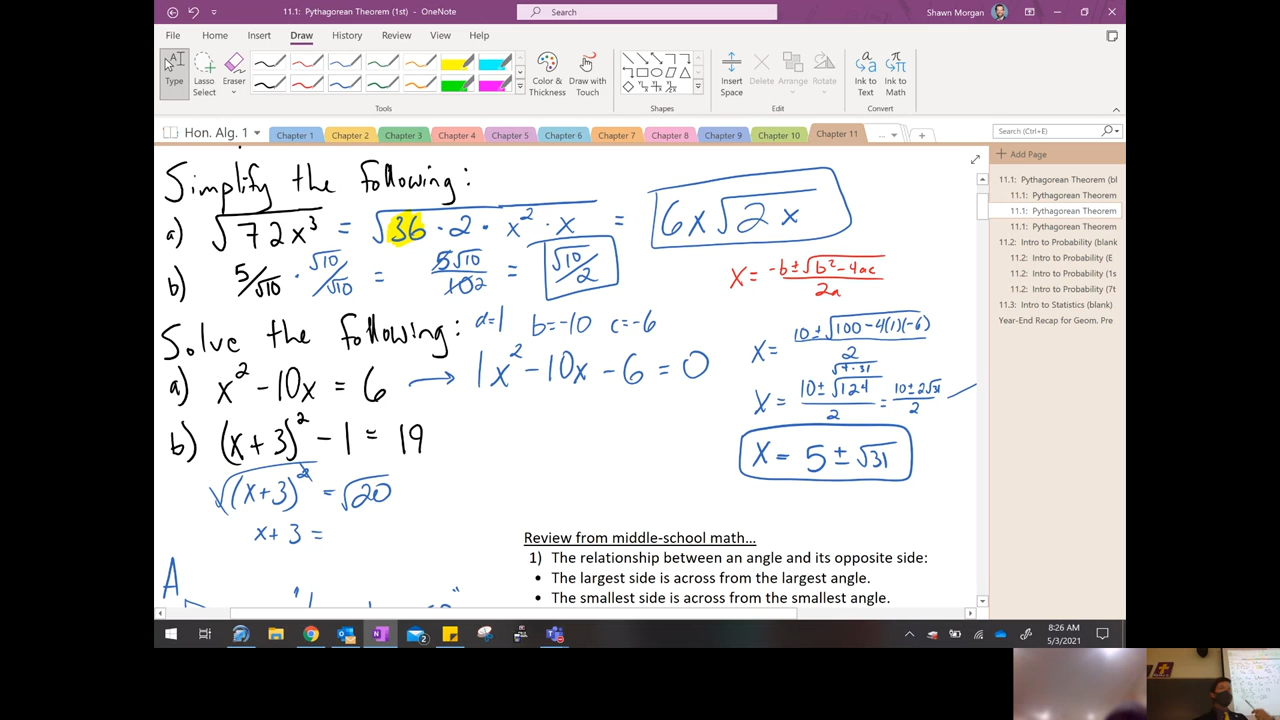 11.1: Pythagorean Theorem (1st) - OneNote
Search
Shawn Morgan
File Home Insert Draw History Review View Help
Type
Lasso Select
Eraser
Color & Thickness
Draw with Touch
Insert Space
Delete
Arrange
Rotate
Ink to Text
Ink to Math
Tools
Shapes
Edit
Convert
Hon. Alg. 1
Chapter 1 Chapter 2 Chapter 3 Chapter 4 Chapter 5 Chapter 6 Chapter 7 Chapter 8 Chapter 9 Chapter 10 Chapter 11 ...
Search (Ctrl+E)
Add Page
11.1: Pythagorean Theorem (bl
11.1: Pythagorean Theorem
11.1: Pythagorean Theorem
11.1: Pythagorean Theorem
11.2: Intro to Probability (blank
11.2: Intro to Probability (E
11.2: Intro to Probability (1s
11.2: Intro to Probability (7t
11.3: Intro to Statistics (blank)
Year-End Recap for Geom. Pre
Simplify the following:
a) √72x³ = √36 · 2 · x² · x = 6x√2x
b) 5/√10 · √10/√10 = 5√10/10 2 = √10/2
x = -b±√b²-4ac / 2a
Solve the following: a=1 b=-10 c=-6
a) x² - 10x = 6 → 1x² - 10x - 6 = 0
x = 10 ± √100 - 4(1)(-6) / 2
√4·31
x = 10 ± √124 / 2 = 10 ± 2√31 / 2
x = 5 ± √31
b) (x + 3)² - 1 = 19
√(x+3)² = √20
x + 3 =
A
Review from middle-school math...
1) The relationship between an angle and its opposite side:
• The largest side is across from the largest angle.
• The smallest side is across from the smallest angle.
8:26 AM
5/3/2021